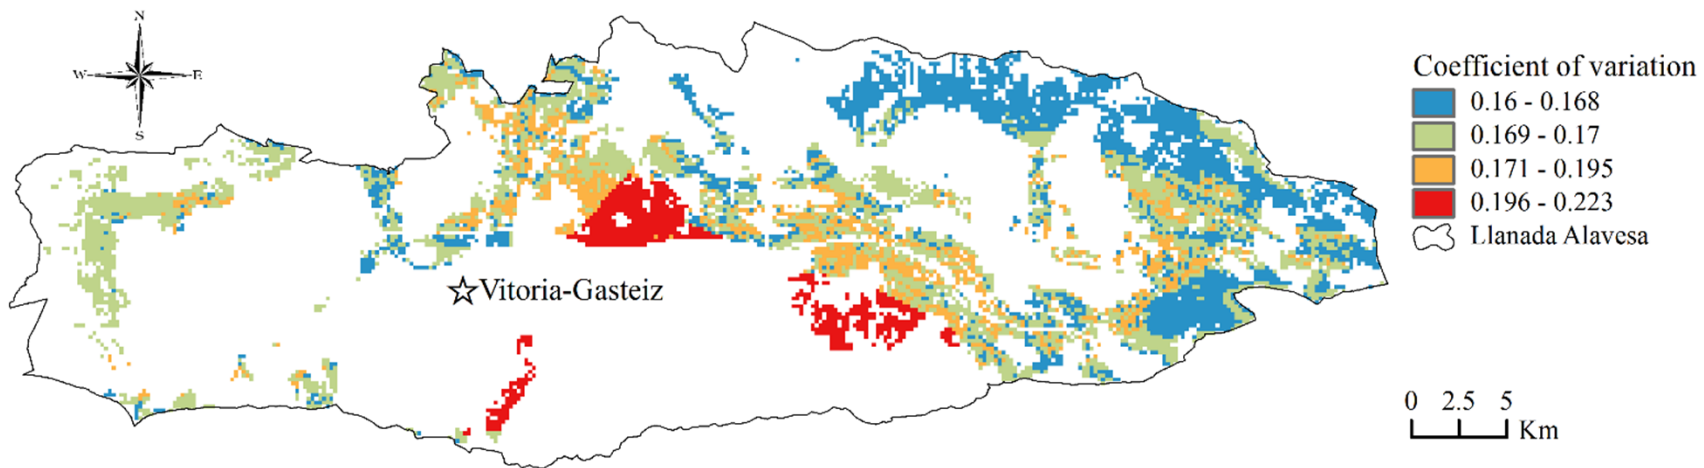 N
W
E
S
Vitoria-Gasteiz
Coefficient of variation
0.16 - 0.168
0.169 - 0.17
0.171 - 0.195
0.196 - 0.223
Llanada Alavesa
0 2.5 5
Km